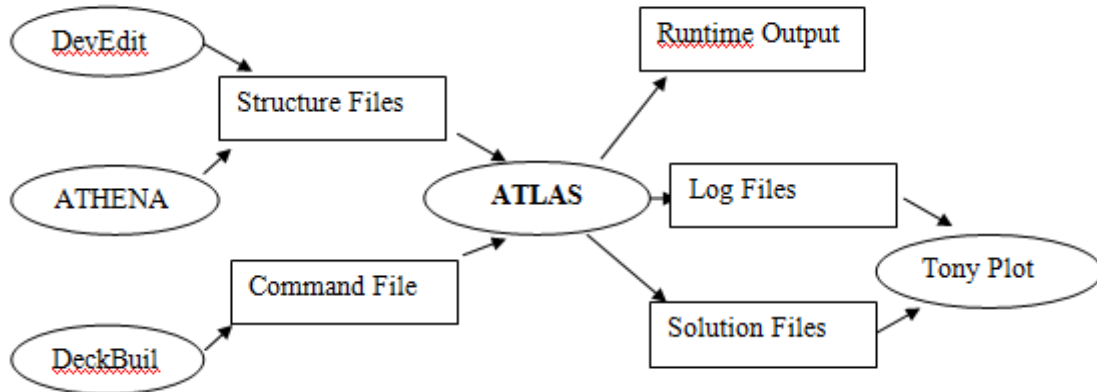 DevEdit
Runtime Output
Structure Files
ATHENA
ATLAS
Log Files
Tony Plot
Command File
Solution Files
DeckBuil